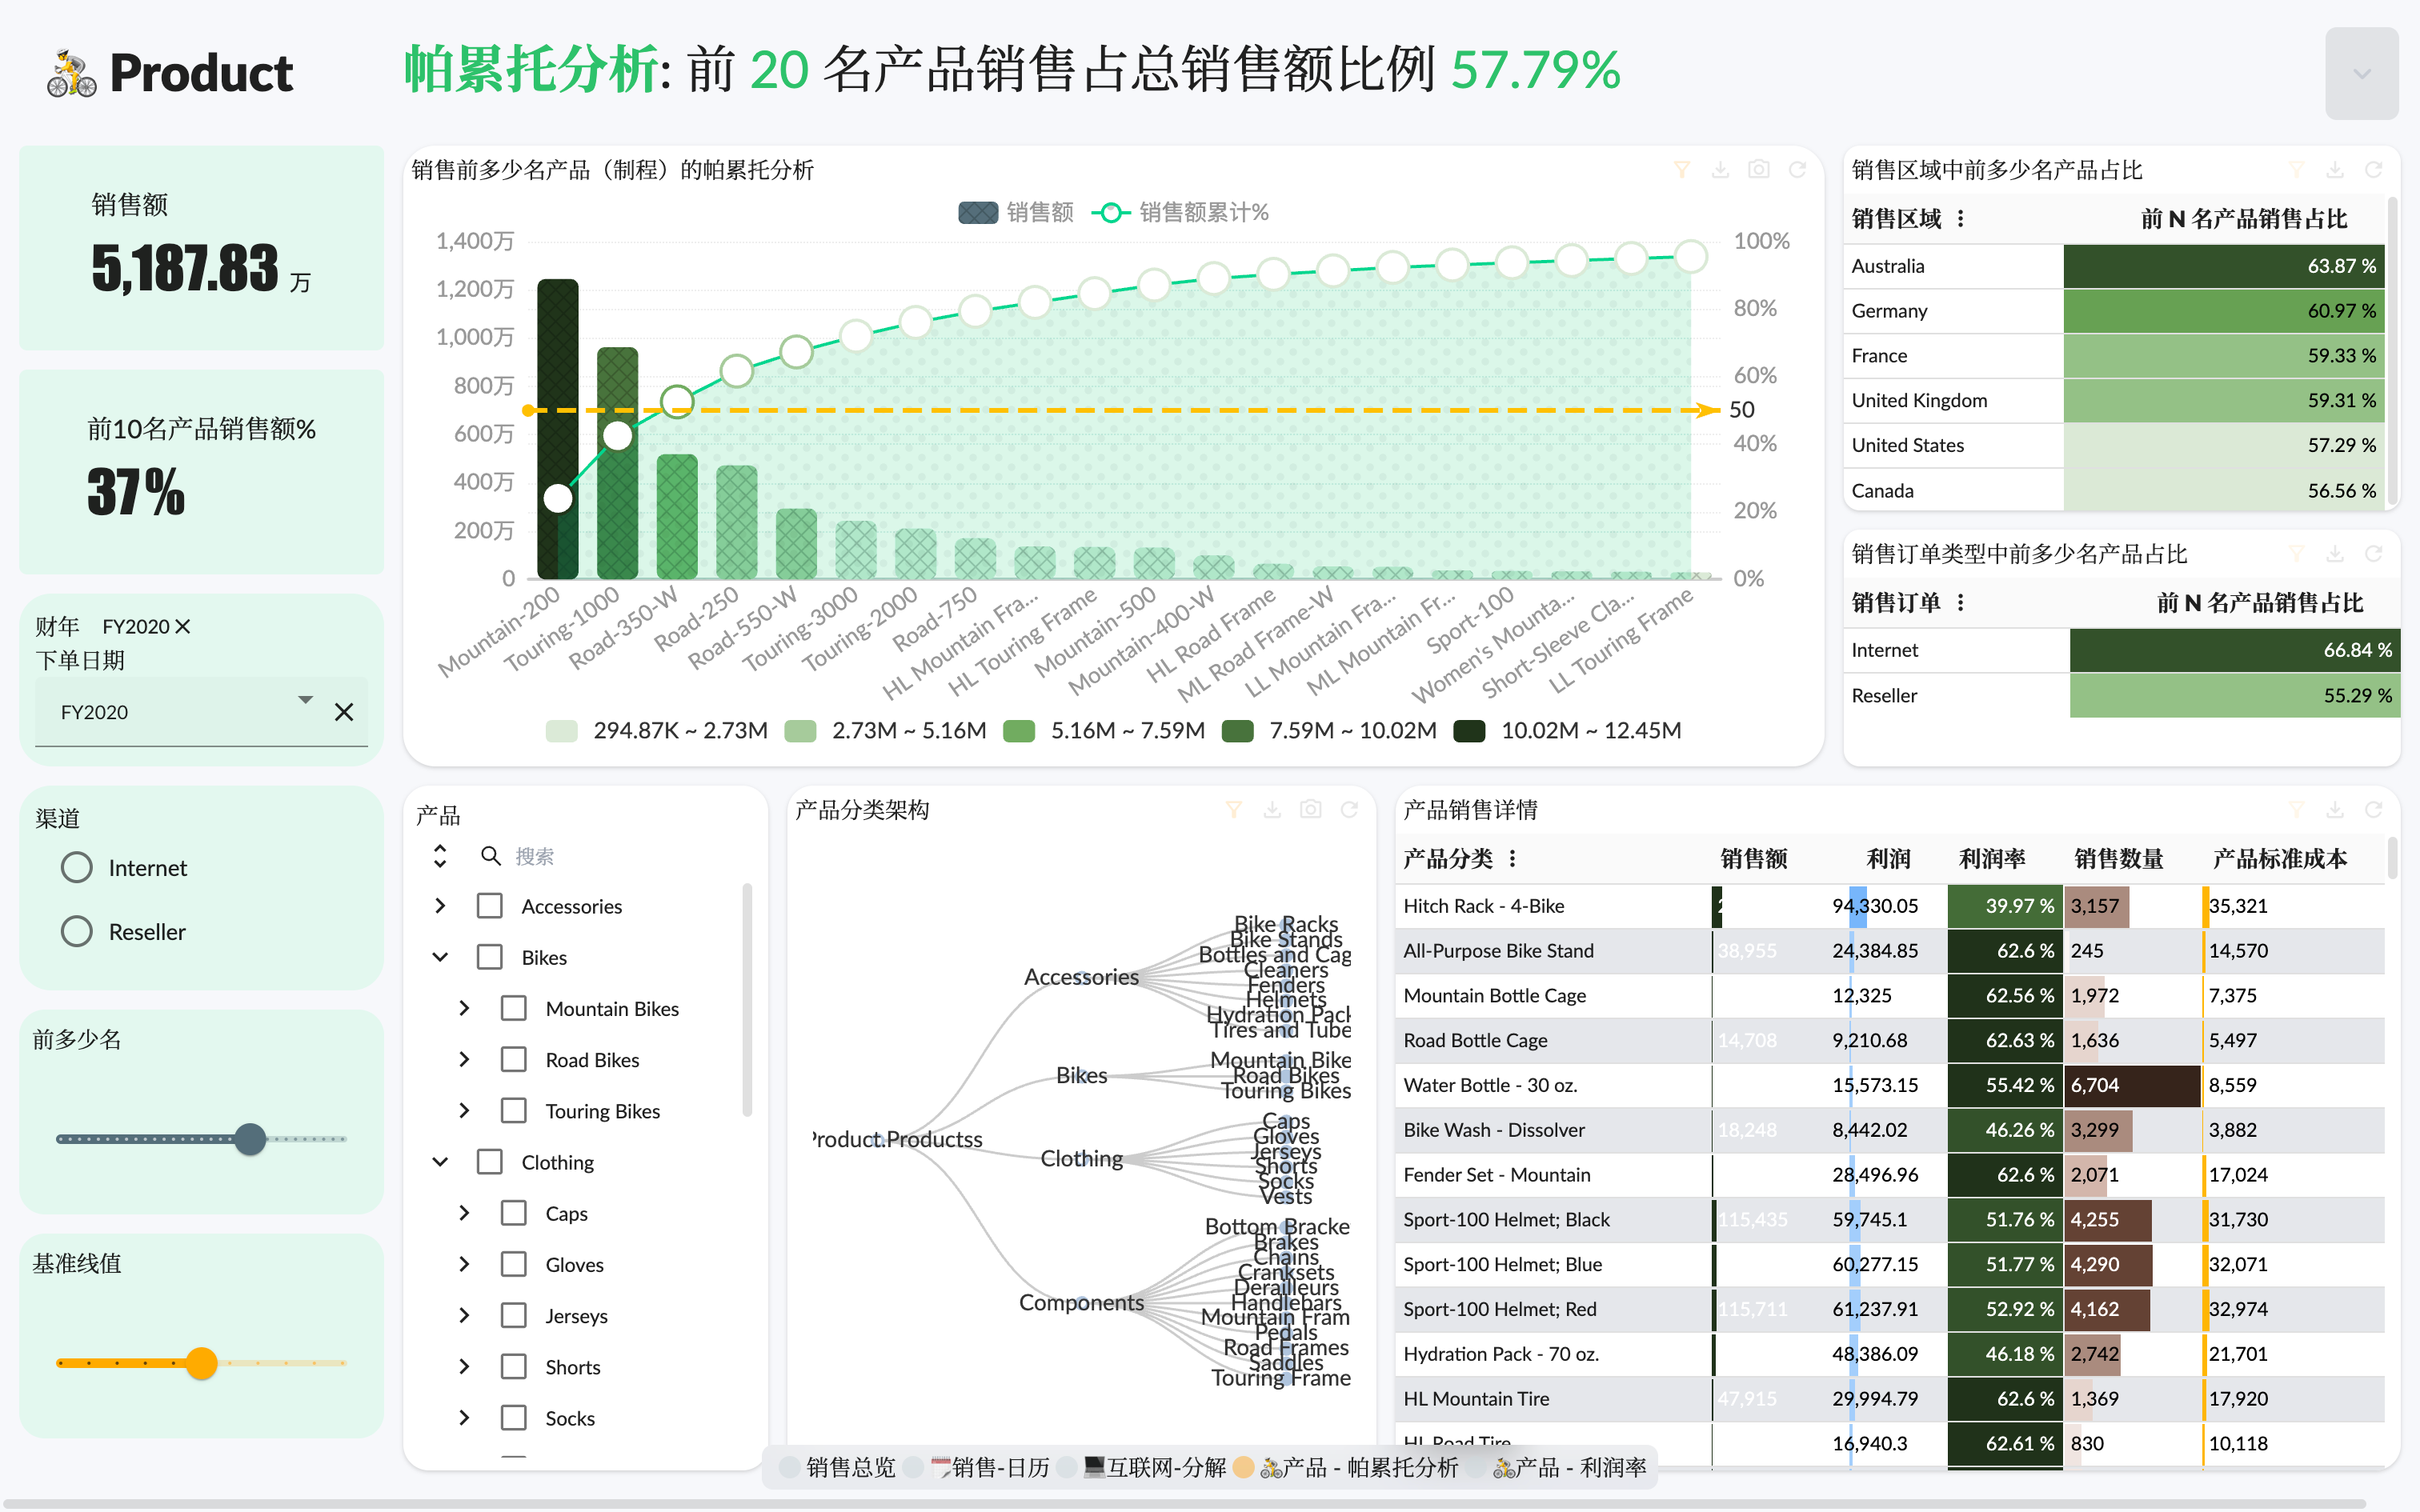 Product
帕累托分析: 前 20 名产品销售占总销售额比例 57.79%
销售额
5,187.83 万
前10名产品销售额%
37%
财年 FY2020
下单日期
FY2020
渠道
Internet
Reseller
前多少名
基准线值
销售前多少名产品（制程）的帕累托分析
销售额 销售额累计%
1,400万
1,200万
1,000万
800万
600万
400万
200万
0
100%
80%
60%
50
40%
20%
0%
Mountain-200
Touring-1000
Road-350-W
Road-250
Road-550-W
Touring-3000
Touring-2000
Road-750
HL Mountain Fra...
HL Touring Frame
Mountain-500
Mountain-400-W
HL Road Frame
ML Road Frame-W
LL Mountain Fra...
ML Mountain Fr...
Sport-100
Women's Mounta...
Short-Sleeve Cla...
LL Touring Frame
294.87K ~ 2.73M 2.73M ~ 5.16M 5.16M ~ 7.59M 7.59M ~ 10.02M 10.02M ~ 12.45M
销售区域中前多少名产品占比
销售区域 前 N 名产品销售占比
Australia 63.87 %
Germany 60.97 %
France 59.33 %
United Kingdom 59.31 %
United States 57.29 %
Canada 56.56 %
销售订单类型中前多少名产品占比
销售订单 前 N 名产品销售占比
Internet 66.84 %
Reseller 55.29 %
产品
搜索
Accessories
Bikes
Mountain Bikes
Road Bikes
Touring Bikes
Clothing
Caps
Gloves
Jerseys
Shorts
Socks
产品分类架构
Product.Productss
Accessories
Bike Racks
Bike Stands
Bottles and Cag
Cleaners
Fenders
Helmets
Hydration Pack
Tires and Tube
Bikes
Mountain Bike
Road Bikes
Touring Bikes
Clothing
Caps
Gloves
Jerseys
Shorts
Socks
Vests
Components
Bottom Bracke
Brakes
Chains
Cranksets
Derailleurs
Handlebars
Mountain Fram
Pedals
Road Frames
Saddles
Touring Frame
产品销售详情
产品分类 销售额 利润 利润率 销售数量 产品标准成本
Hitch Rack - 4-Bike 94,330.05 39.97 % 3,157 35,321
All-Purpose Bike Stand 38,955 24,384.85 62.6 % 245 14,570
Mountain Bottle Cage 12,325 62.56 % 1,972 7,375
Road Bottle Cage 14,708 9,210.68 62.63 % 1,636 5,497
Water Bottle - 30 oz. 15,573.15 55.42 % 6,704 8,559
Bike Wash - Dissolver 18,248 8,442.02 46.26 % 3,299 3,882
Fender Set - Mountain 28,496.96 62.6 % 2,071 17,024
Sport-100 Helmet; Black 115,435 59,745.1 51.76 % 4,255 31,730
Sport-100 Helmet; Blue 60,277.15 51.77 % 4,290 32,071
Sport-100 Helmet; Red 115,711 61,237.91 52.92 % 4,162 32,974
Hydration Pack - 70 oz. 48,386.09 46.18 % 2,742 21,701
HL Mountain Tire 47,915 29,994.79 62.6 % 1,369 17,920
HL Road Tire 16,940.3 62.61 % 830 10,118
销售总览 销售-日历 互联网-分解 产品 - 帕累托分析 产品 - 利润率